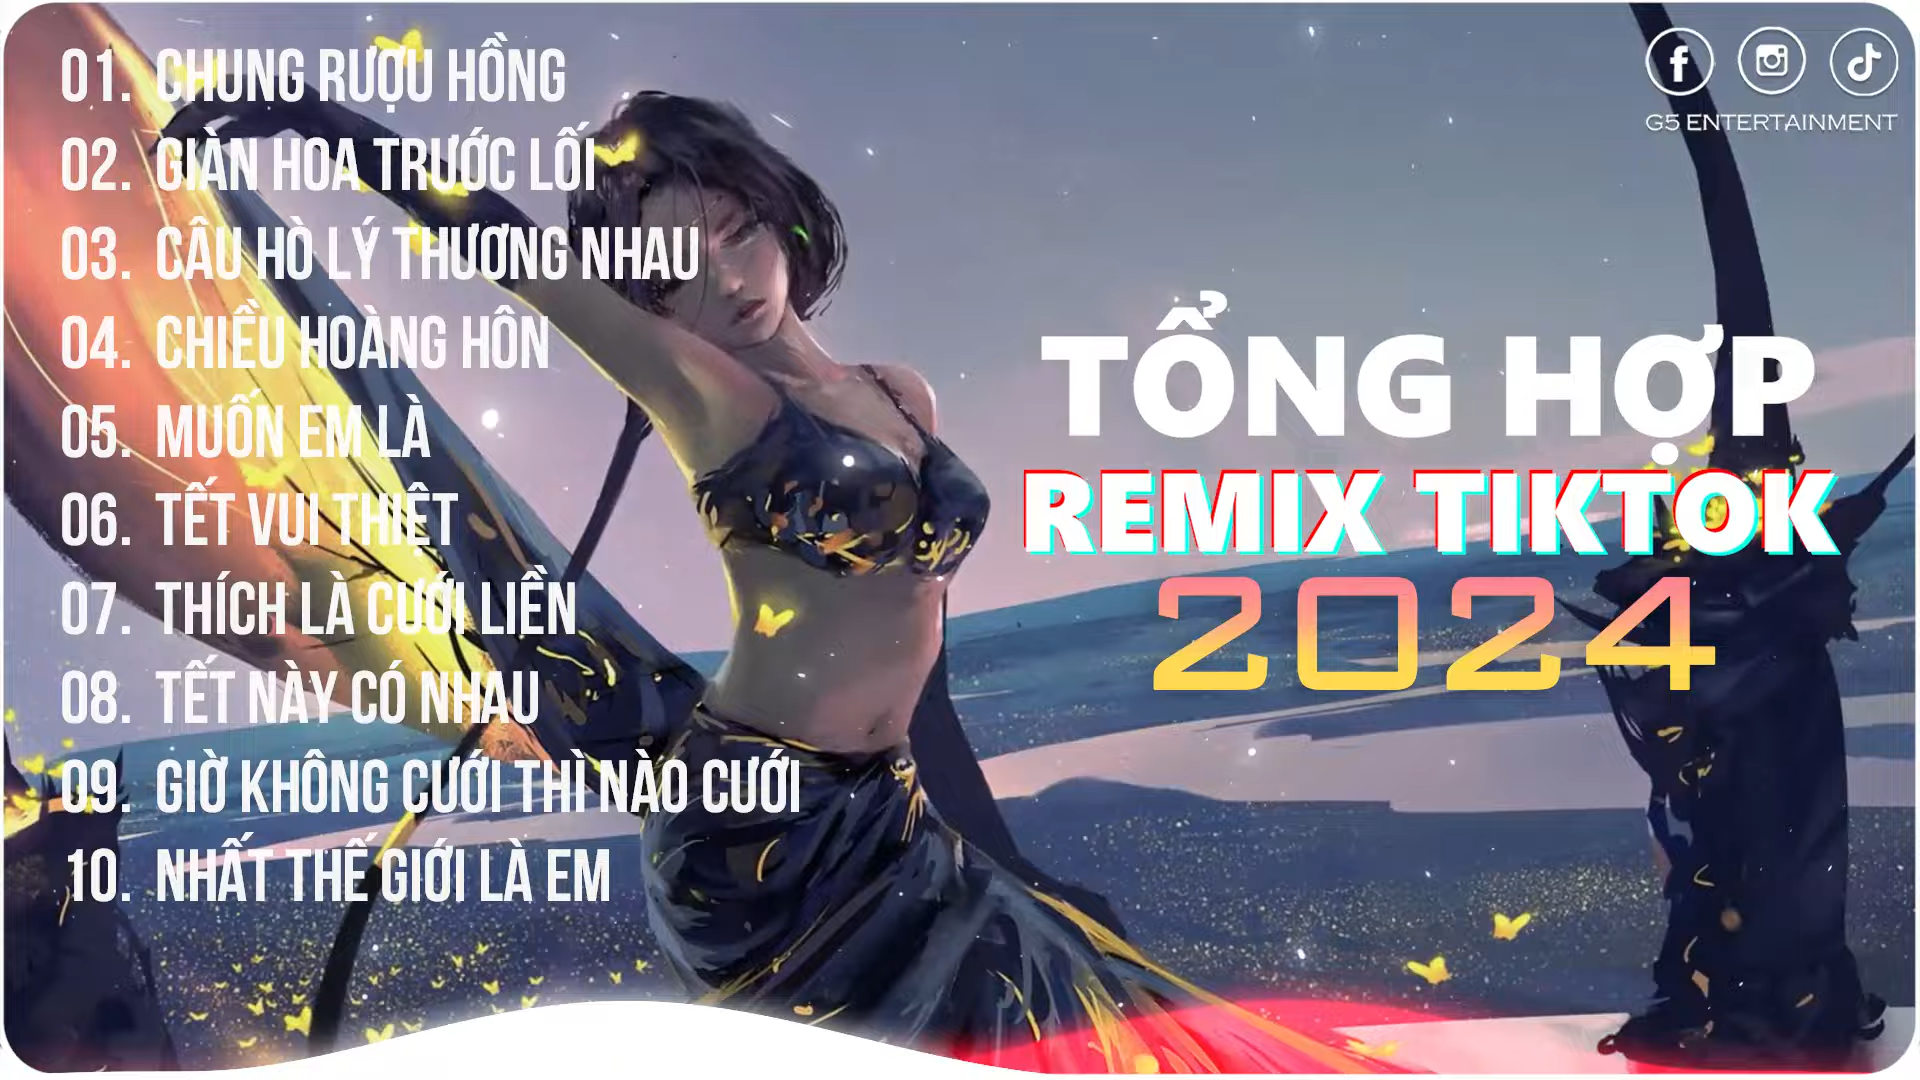 01. CHUNG RƯỢU HỒNG
02. GIÀN HOA TRƯỚC LỐI
03. CÂU HÒ LÝ THƯƠNG NHAU
04. CHIỀU HOÀNG HÔN
05. MUỐN EM LÀ
06. TẾT VUI THIỆT
07. THÍCH LÀ CƯỚI LIỀN
08. TẾT NÀY CÓ NHAU
09. GIỜ KHÔNG CƯỚI THÌ NÀO CƯỚI
10. NHẤT THẾ GIỚI LÀ EM
G5 ENTERTAINMENT
TỔNG HỢP
REMIX TIKTOK
2024